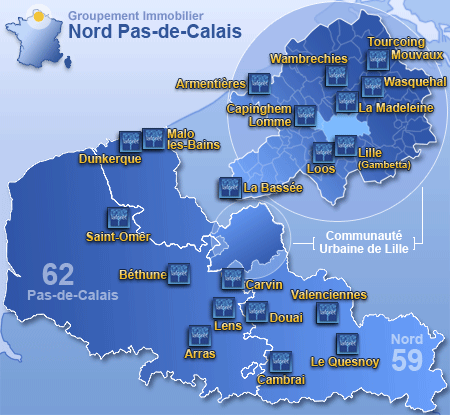 Groupement Immobilier
Nord Pas-de-Calais
Tourcoing
Mouvaux
Wambrechies
Armentières
Wasquehal
La Madeleine
Capinghem
Lomme
Malo
les-Bains
Dunkerque
Lille
(Gambetta)
Loos
La Bassée
Saint-Omêr
Communauté
Urbaine de Lille
62
Pas-de-Calais
Béthune
Carvin
Valenciennes
Lens
Douai
Nord
59
Arras
Le Quesnoy
Cambrai